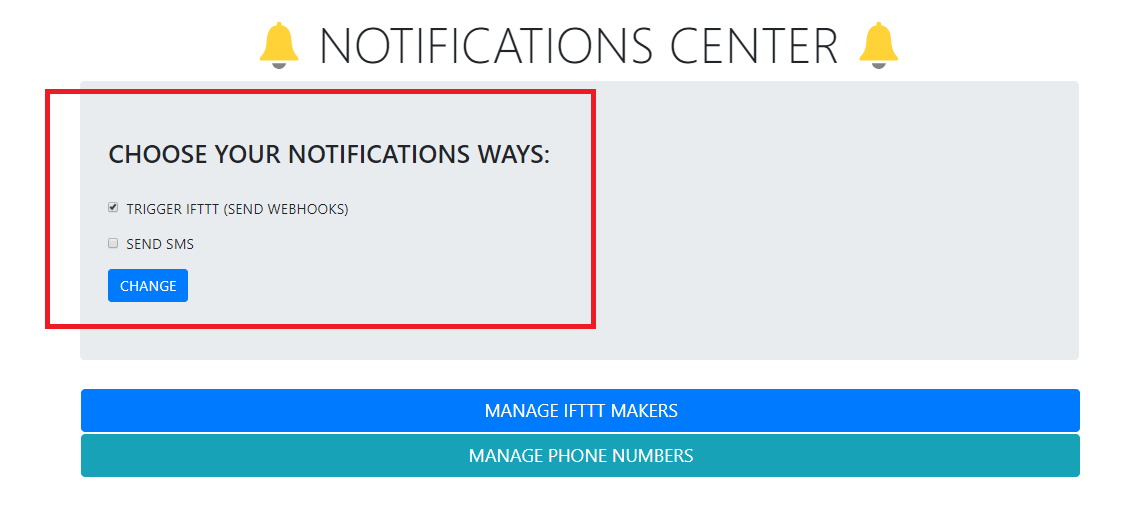 NOTIFICATIONS CENTER
CHOOSE YOUR NOTIFICATIONS WAYS:
TRIGGER IFTTT (SEND WEBHOOKS)
SEND SMS
CHANGE
MANAGE IFTTT MAKERS
MANAGE PHONE NUMBERS